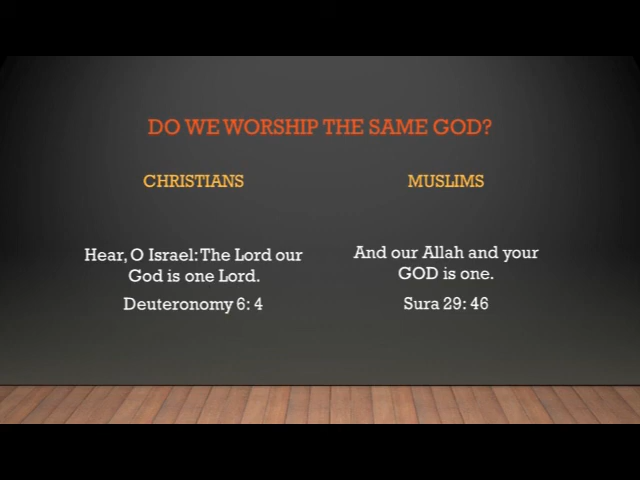 DO WE WORSHIP THE SAME GOD?
CHRISTIANS
Hear, O Israel: The Lord our
God is one Lord.
Deuteronomy 6: 4
MUSLIMS
And our Allah and your
GOD is one.
Sura 29: 46